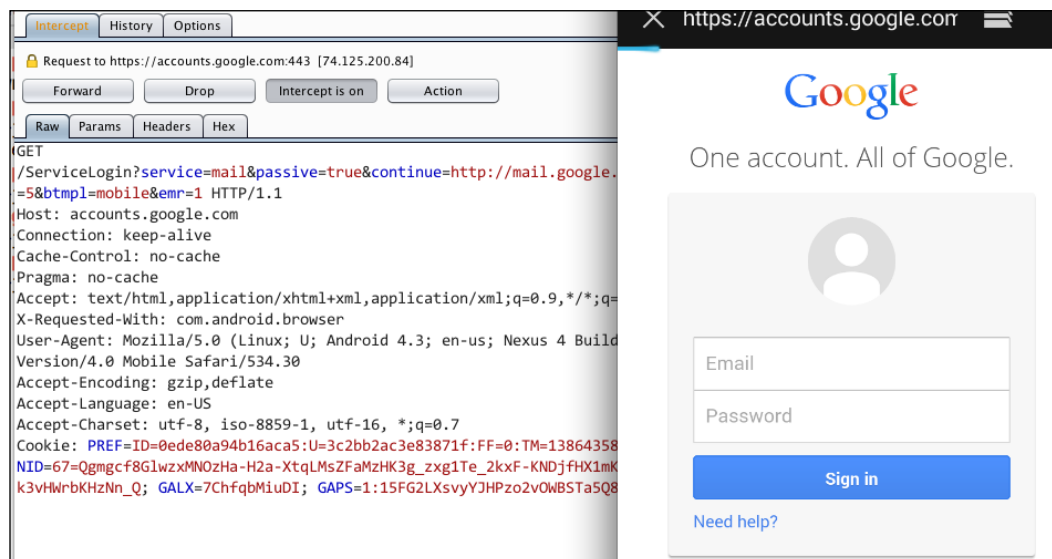 Intercept History Options
Request to https://accounts.google.com:443 [74.125.200.84]
Forward Drop Intercept is on Action
Raw Params Headers Hex
GET
/ServiceLogin?service=mail&passive=true&continue=http://mail.google.
=5&btmpl=mobile&emr=1 HTTP/1.1
Host: accounts.google.com
Connection: keep-alive
Cache-Control: no-cache
Pragma: no-cache
Accept: text/html,application/xhtml+xml,application/xml;q=0.9,*/*;q=
X-Requested-With: com.android.browser
User-Agent: Mozilla/5.0 (Linux; U; Android 4.3; en-us; Nexus 4 Build
Version/4.0 Mobile Safari/534.30
Accept-Encoding: gzip,deflate
Accept-Language: en-US
Accept-Charset: utf-8, iso-8859-1, utf-16, *;q=0.7
Cookie: PREF=ID=0ede80a94b16aca5:U=3c2bb2ac3e83871f:FF=0:TM=13864358
NID=67=Qgmgcf8GlwzxMNOzHa-H2a-XtqLMsZFaMzHK3g_zxg1Te_2kxF-KNDjfHX1mK
k3vHWrbKHzNn_Q; GALX=7ChfqbMiuDI; GAPS=1:15FG2LXsvyYJHPzo2vOWBSTa5Q8
https://accounts.google.com
Google
One account. All of Google.
Email
Password
Sign in
Need help?